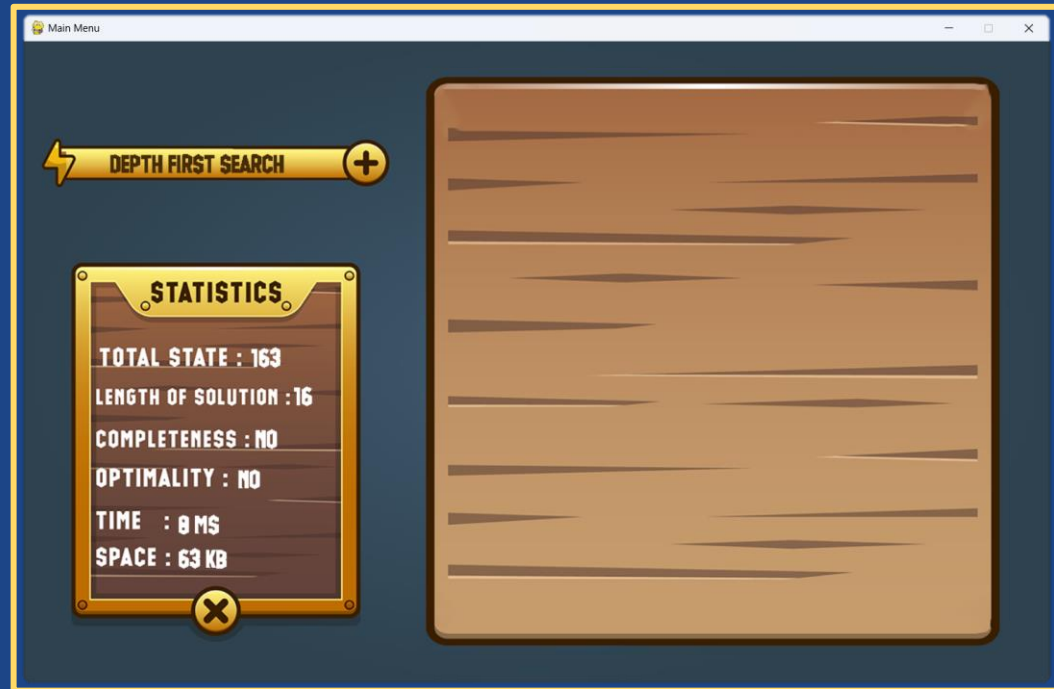 Main Menu
DEPTH FIRST SEARCH
STATISTICS
TOTAL STATE : 163
LENGTH OF SOLUTION : 16
COMPLETENESS : NO
OPTIMALITY : NO
TIME : 8 MS
SPACE : 63 KB